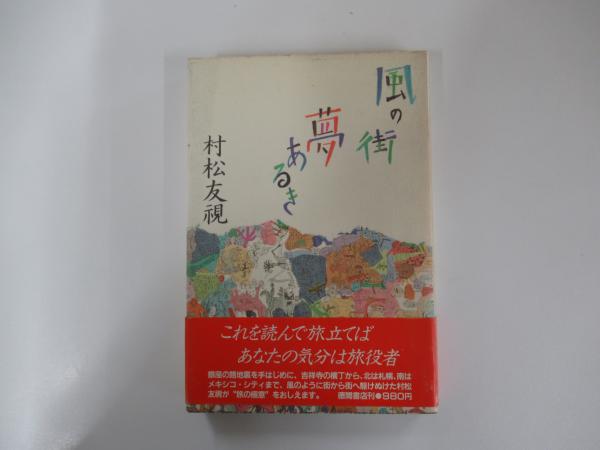 風の街
夢
あるき
村松友視
これを読んで旅立てば
あなたの気分は旅役者
銀座の路地裏を手はじめに、吉祥寺の横丁から、北は札幌、南は
メキシコ・シティまで、風のように街から街へ駆けぬけた村松
友視が“旅の極意”をおしえます。 徳間書店刊●980円